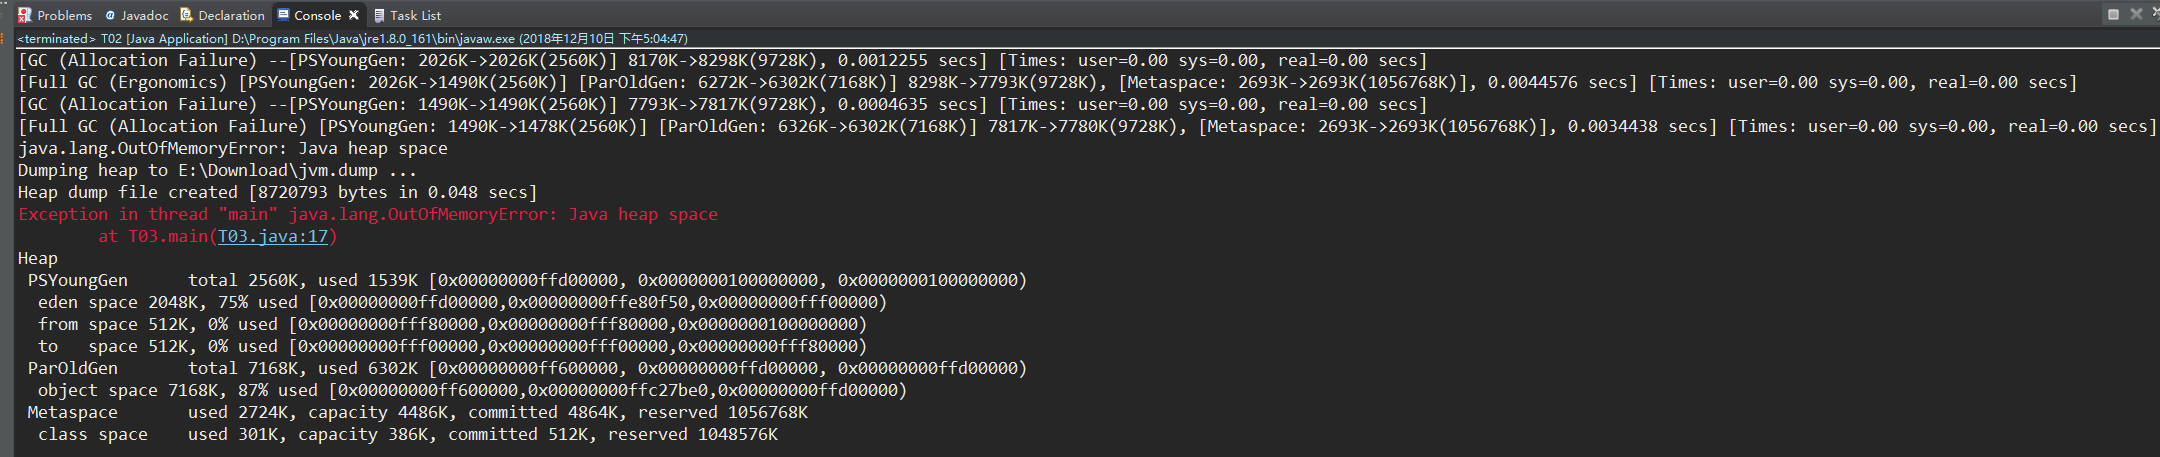 Problems @ Javadoc Declaration Console Task List
<terminated> T02 [Java Application] D:\Program Files\Java\jre1.8.0_161\bin\javaw.exe (2018年12月10日 下午5:04:47)
[GC (Allocation Failure) --[PSYoungGen: 2026K->2026K(2560K)] 8170K->8298K(9728K), 0.0012255 secs] [Times: user=0.00 sys=0.00, real=0.00 secs]
[Full GC (Ergonomics) [PSYoungGen: 2026K->1490K(2560K)] [ParOldGen: 6272K->6302K(7168K)] 8298K->7793K(9728K), [Metaspace: 2693K->2693K(1056768K)], 0.0044576 secs] [Times: user=0.00 sys=0.00, real=0.00 secs]
[GC (Allocation Failure) --[PSYoungGen: 1490K->1490K(2560K)] 7793K->7817K(9728K), 0.0004635 secs] [Times: user=0.00 sys=0.00, real=0.00 secs]
[Full GC (Allocation Failure) [PSYoungGen: 1490K->1478K(2560K)] [ParOldGen: 6326K->6302K(7168K)] 7817K->7780K(9728K), [Metaspace: 2693K->2693K(1056768K)], 0.0034438 secs] [Times: user=0.00 sys=0.00, real=0.00 secs]
java.lang.OutOfMemoryError: Java heap space
Dumping heap to E:\Download\jvm.dump ...
Heap dump file created [8720793 bytes in 0.048 secs]
Exception in thread "main" java.lang.OutOfMemoryError: Java heap space
at T03.main(T03.java:17)
Heap
PSYoungGen total 2560K, used 1539K [0x00000000ffd00000, 0x0000000100000000, 0x0000000100000000)
eden space 2048K, 75% used [0x00000000ffd00000,0x00000000ffe80f50,0x00000000fff00000)
from space 512K, 0% used [0x00000000fff80000,0x00000000fff80000,0x0000000100000000)
to space 512K, 0% used [0x00000000fff00000,0x00000000fff00000,0x00000000fff80000)
ParOldGen total 7168K, used 6302K [0x00000000ff600000, 0x00000000ffd00000, 0x00000000ffd00000)
object space 7168K, 87% used [0x00000000ff600000,0x00000000ffc27be0,0x00000000ffd00000)
Metaspace used 2724K, capacity 4486K, committed 4864K, reserved 1056768K
class space used 301K, capacity 386K, committed 512K, reserved 1048576K